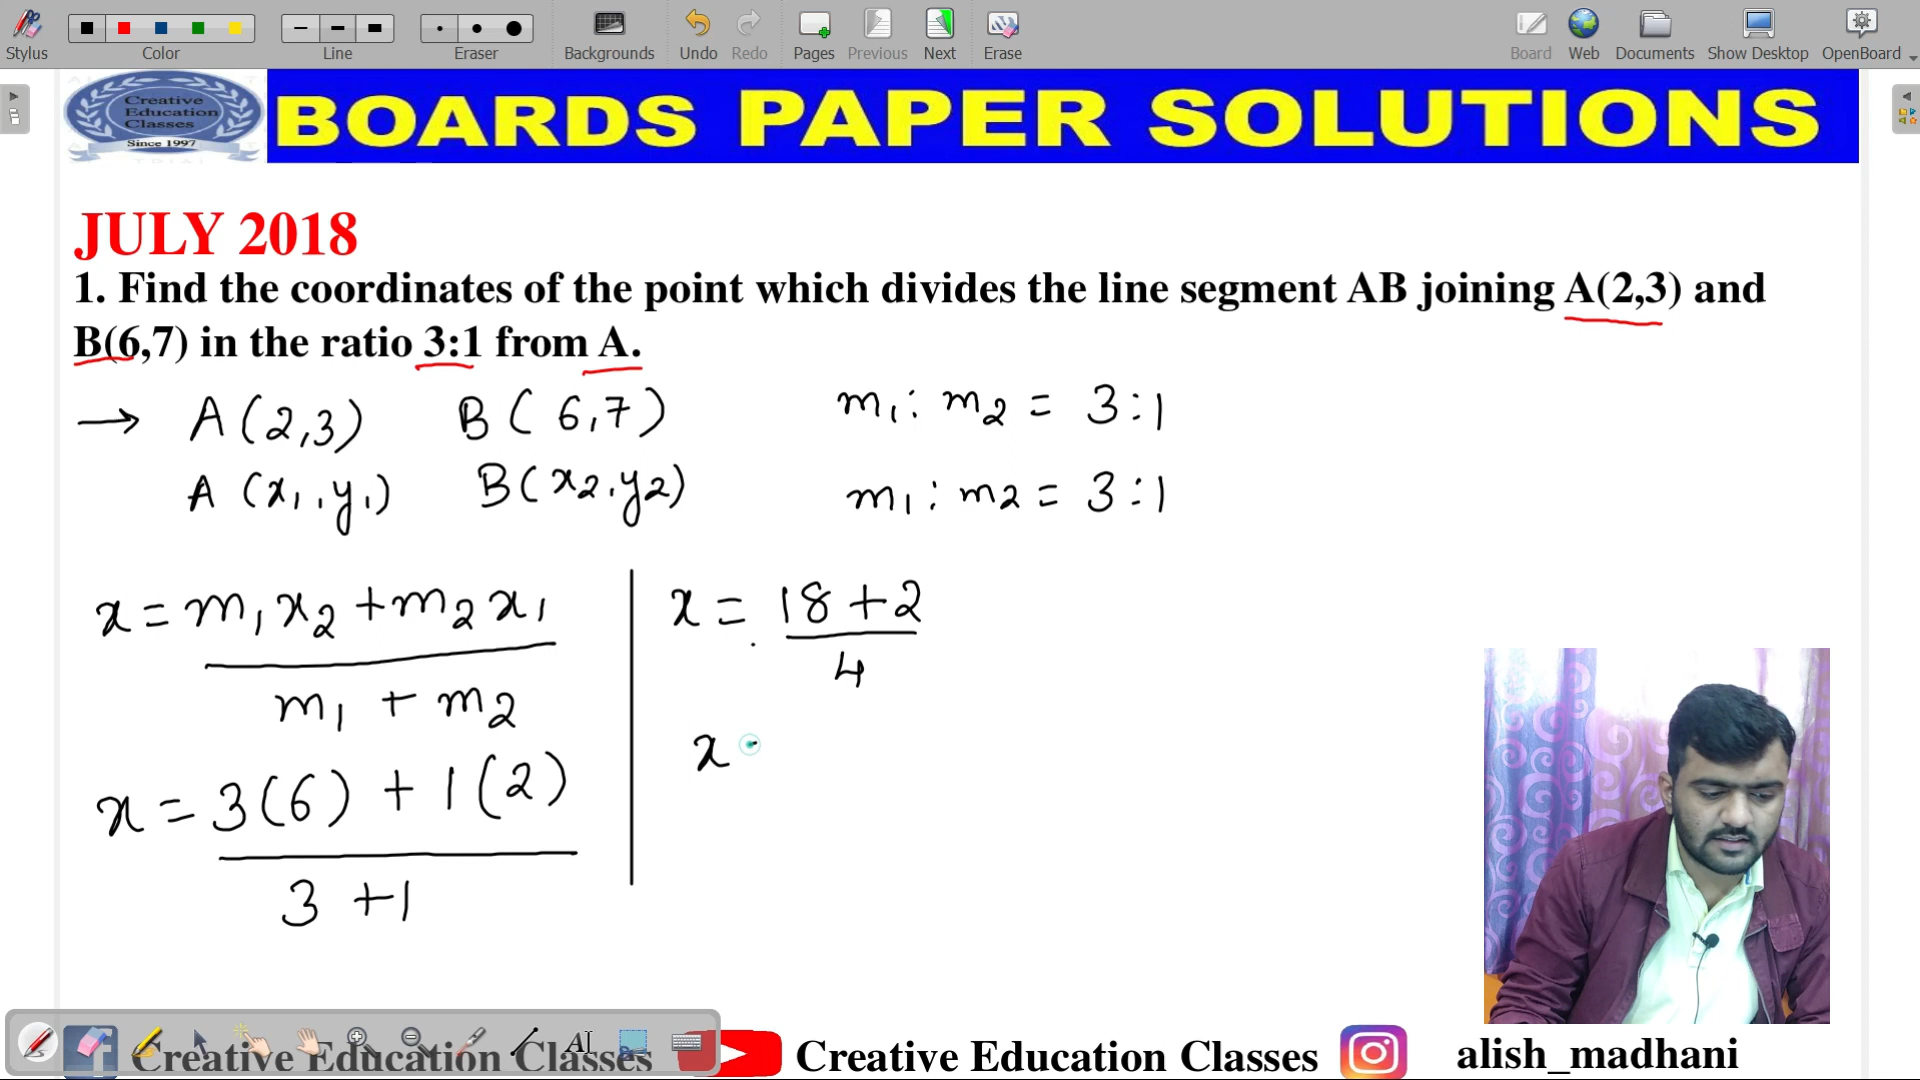 Stylus Color Line Eraser Backgrounds Undo Redo Pages Previous Next Erase Board Web Documents Show Desktop OpenBoard
Creative
Education
Classes
Since 1997
BOARDS PAPER SOLUTIONS
JULY 2018
1. Find the coordinates of the point which divides the line segment AB joining A(2,3) and
B(6,7) in the ratio 3:1 from A.
→ A(2,3) B(6,7) m₁ : m₂ = 3:1
A(x₁,y₁) B(x₂,y₂) m₁ : m₂ = 3:1
x = m₁x₂ + m₂x₁
m₁ + m₂
x = 3(6) + 1(2)
3 + 1
x = 18 + 2
4
x
Creative Education Classes Creative Education Classes alish_madhani